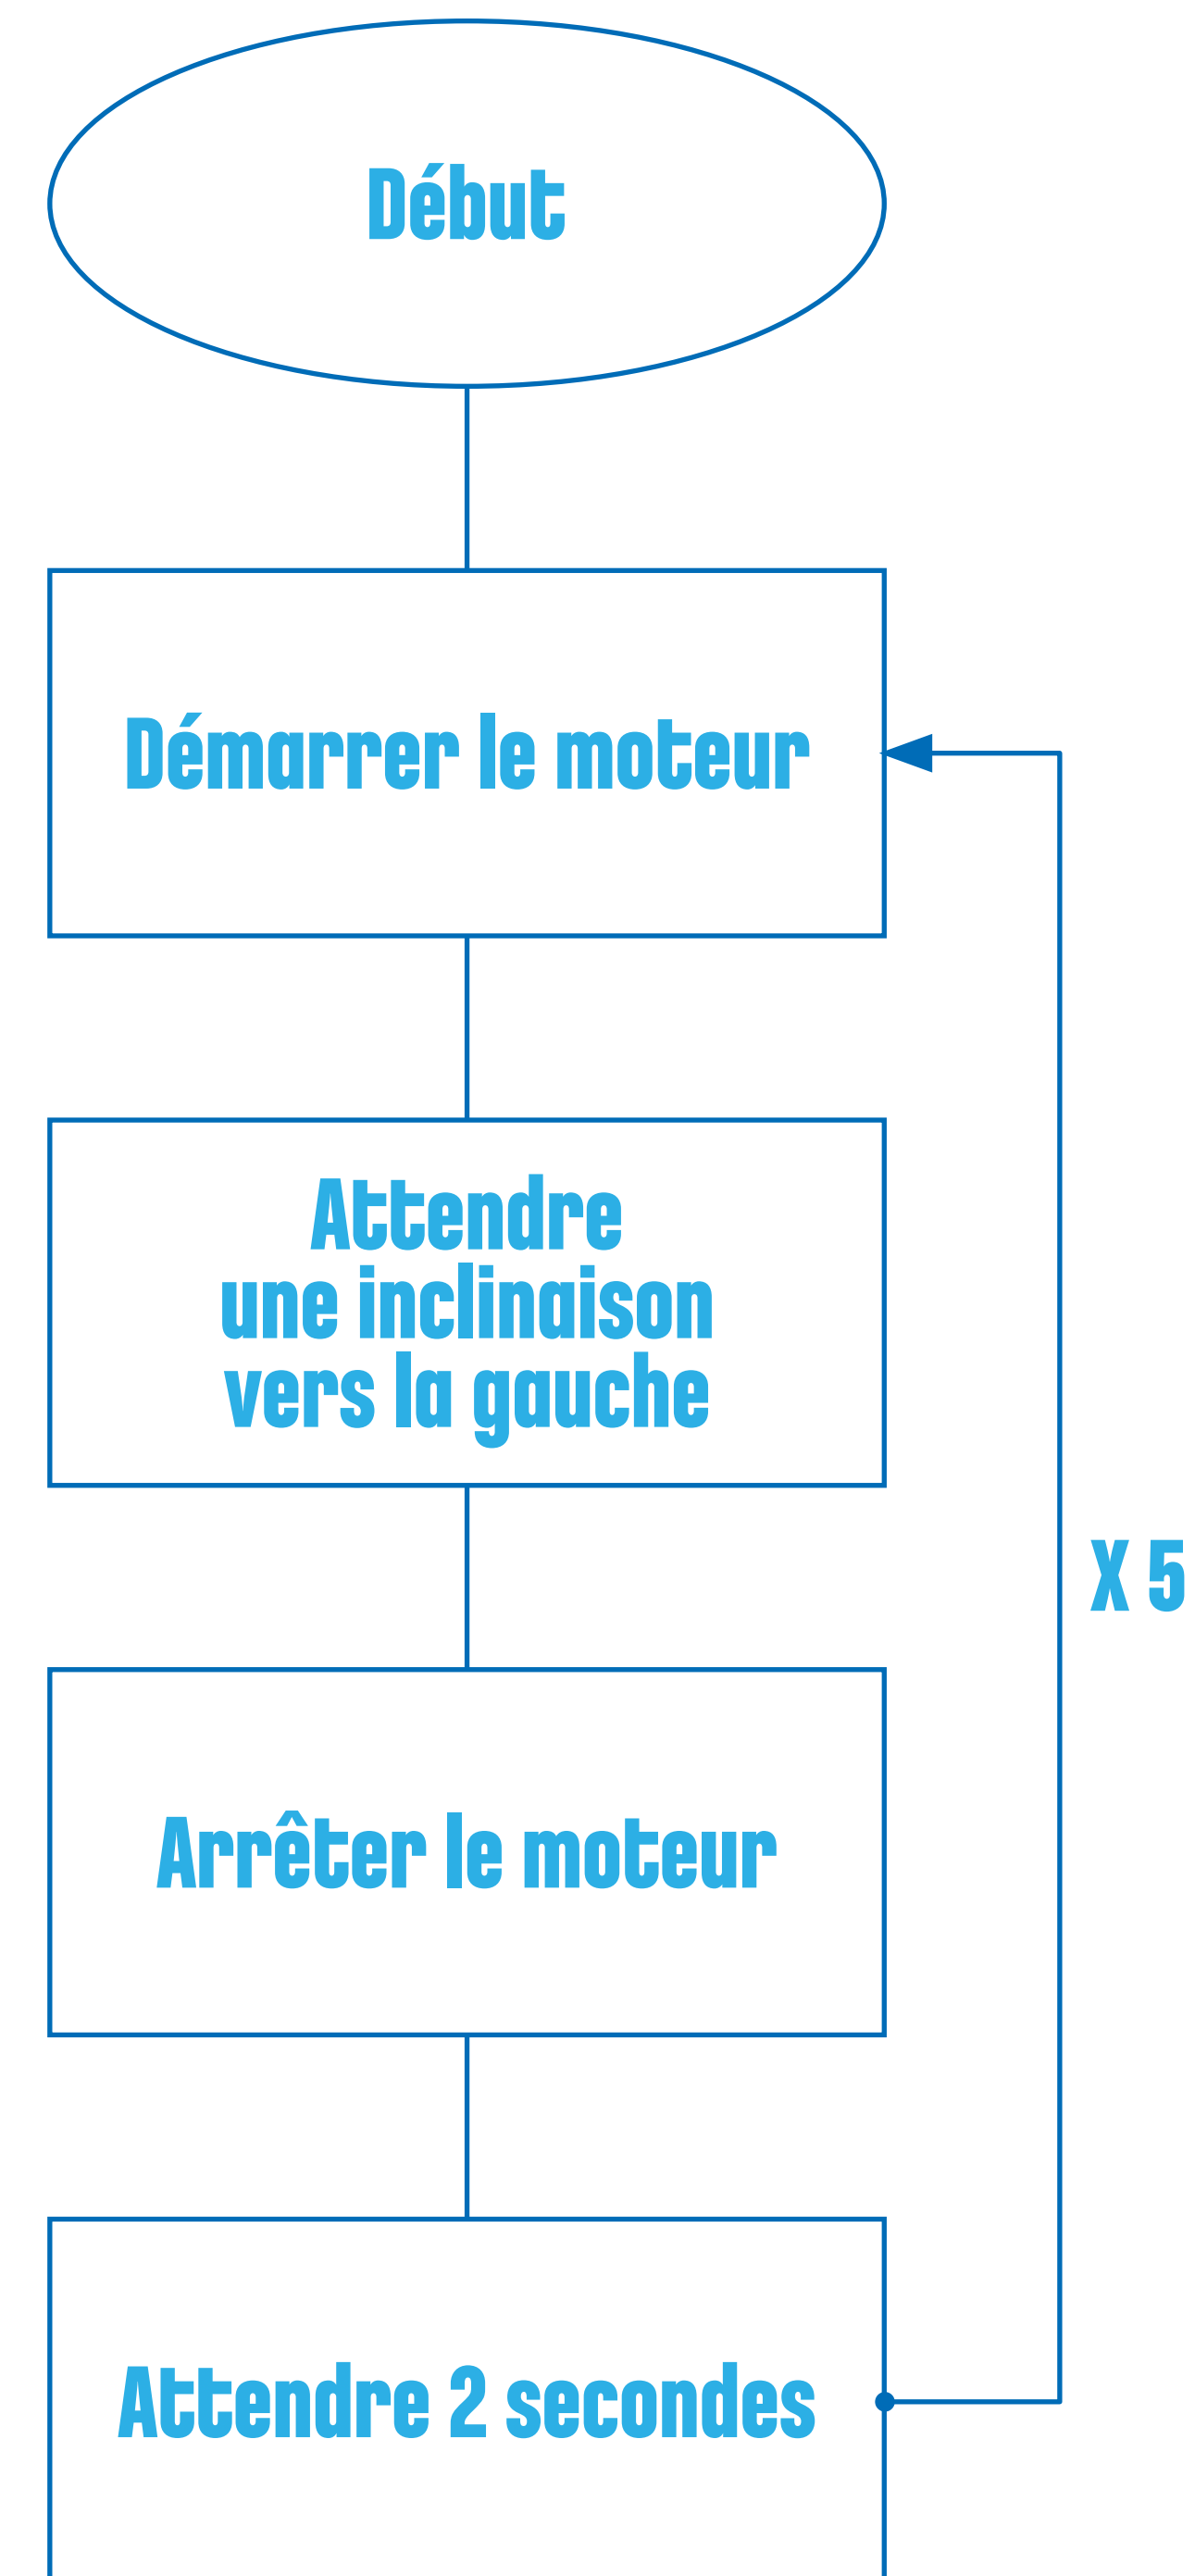 Début
Démarrer le moteur
Attendre
une inclinaison
vers la gauche
X 5
Arrêter le moteur
Attendre 2 secondes